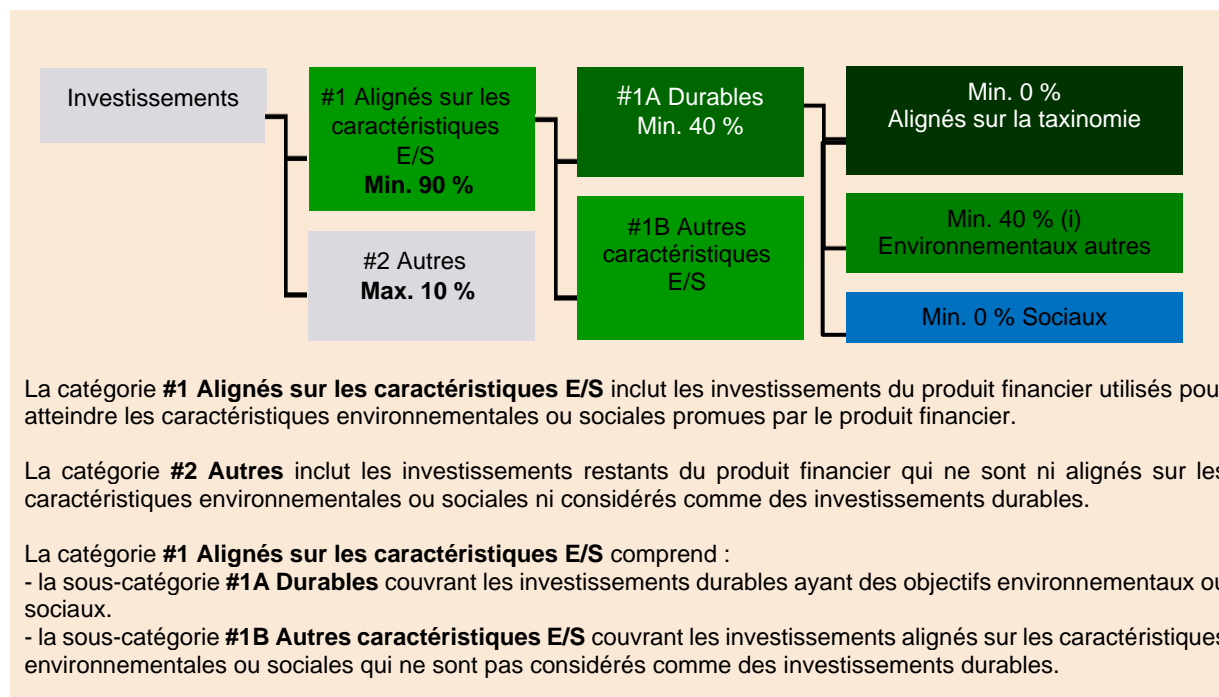 Investissements
#1 Alignés sur les
caractéristiques
E/S
Min. 90 %
#2 Autres
Max. 10 %
#1A Durables
Min. 40 %
#1B Autres
caractéristiques
E/S
Min. 0 %
Alignés sur la taxinomie
Min. 40 % (i)
Environnementaux autres
Min. 0 % Sociaux
La catégorie #1 Alignés sur les caractéristiques E/S inclut les investissements du produit financier utilisés pou
atteindre les caractéristiques environnementales ou sociales promues par le produit financier.
La catégorie #2 Autres inclut les investissements restants du produit financier qui ne sont ni alignés sur les
caractéristiques environnementales ou sociales ni considérés comme des investissements durables.
La catégorie #1 Alignés sur les caractéristiques E/S comprend :
- la sous-catégorie #1A Durables couvrant les investissements durables ayant des objectifs environnementaux ou
sociaux.
- la sous-catégorie #1B Autres caractéristiques E/S couvrant les investissements alignés sur les caractéristiques
environnementales ou sociales qui ne sont pas considérés comme des investissements durables.